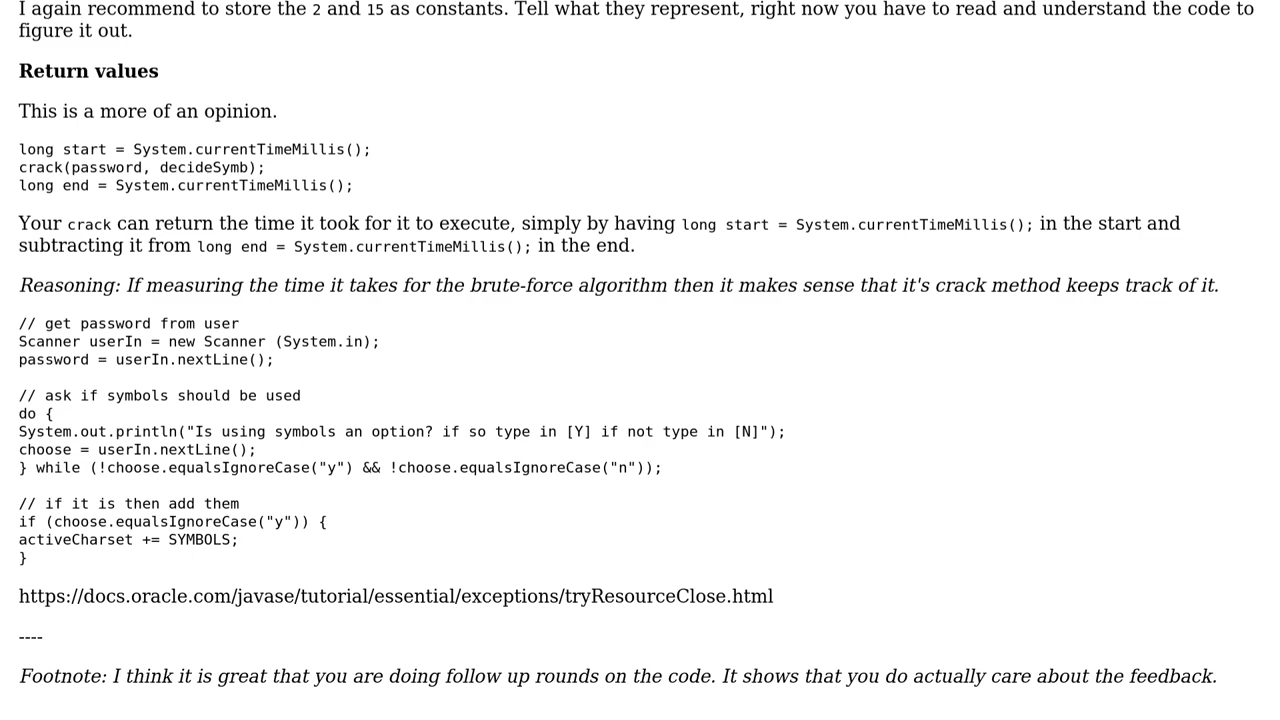 I again recommend to store the 2 and 15 as constants. Tell what they represent, right now you have to read and understand the code to
figure it out.
Return values
This is a more of an opinion.
long start = System.currentTimeMillis();
crack(password, decideSymb);
long end = System.currentTimeMillis();
Your crack can return the time it took for it to execute, simply by having long start = System.currentTimeMillis(); in the start and
subtracting it from long end = System.currentTimeMillis(); in the end.
Reasoning: If measuring the time it takes for the brute-force algorithm then it makes sense that it's crack method keeps track of it.
// get password from user
Scanner userIn = new Scanner (System.in);
password = userIn.nextLine();
// ask if symbols should be used
do {
System.out.println("Is using symbols an option? if so type in [Y] if not type in [N]");
choose = userIn.nextLine();
} while (!choose.equalsIgnoreCase("y") && !choose.equalsIgnoreCase("n"));
// if it is then add them
if (choose.equalsIgnoreCase("y")) {
activeCharset += SYMBOLS;
}
https://docs.oracle.com/javase/tutorial/essential/exceptions/tryResourceClose.html
----
Footnote: I think it is great that you are doing follow up rounds on the code. It shows that you do actually care about the feedback.